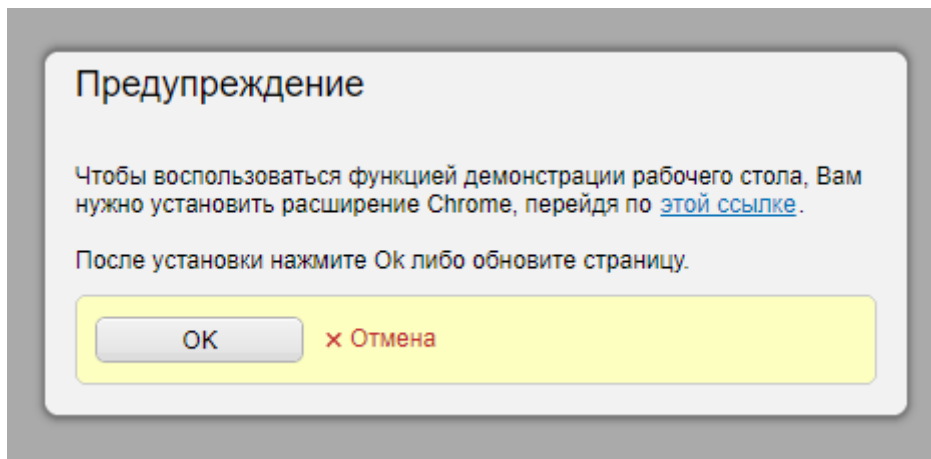 Предупреждение
Чтобы воспользоваться функцией демонстрации рабочего стола, Вам
нужно установить расширение Chrome, перейдя по этой ссылке.
После установки нажмите Ok либо обновите страницу.
OK × Отмена